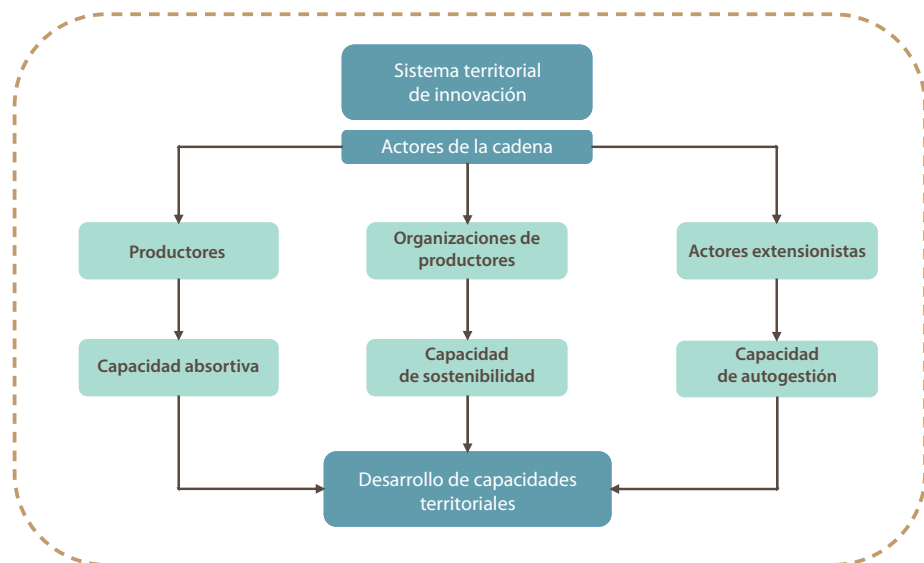 Sistema territorial
de innovación
Actores de la cadena
Productores
Organizaciones de
productores
Actores extensionistas
Capacidad absortiva
Capacidad
de sostenibilidad
Capacidad
de autogestión
Desarrollo de capacidades
territoriales